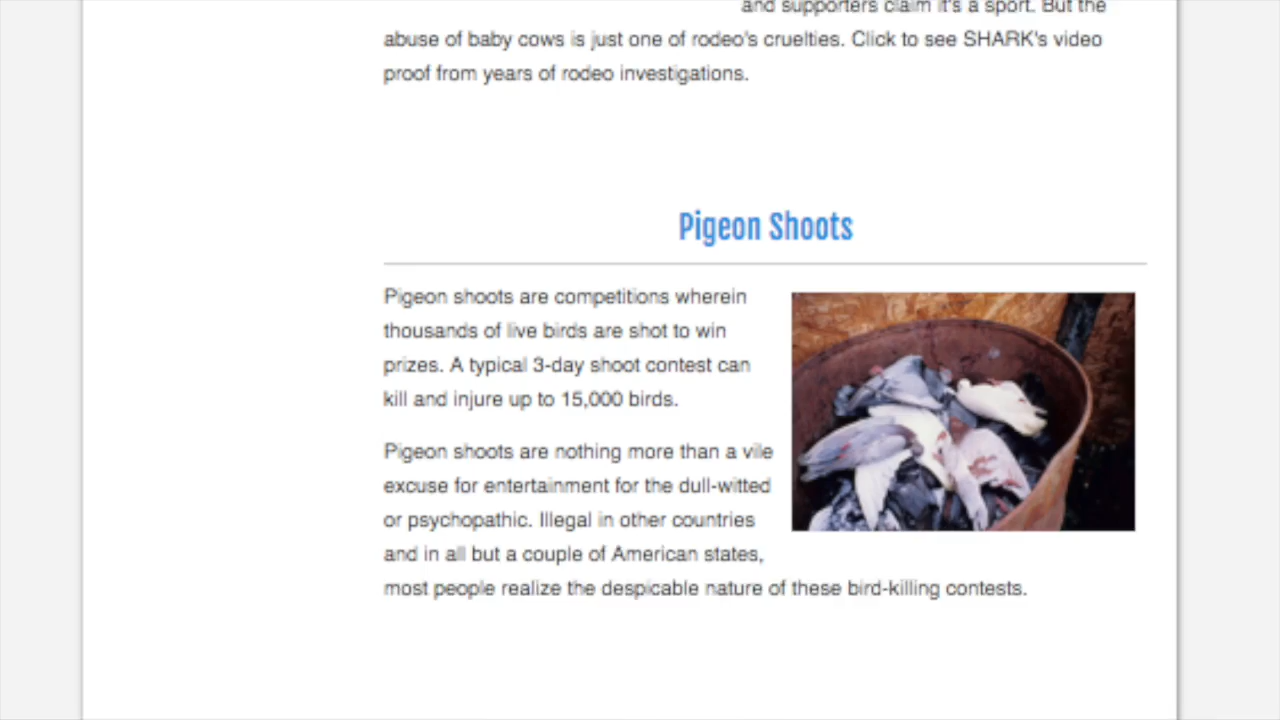 and supporters claim it's a sport. But the
abuse of baby cows is just one of rodeo's cruelties. Click to see SHARK's video
proof from years of rodeo investigations.
Pigeon Shoots
Pigeon shoots are competitions wherein
thousands of live birds are shot to win
prizes. A typical 3-day shoot contest can
kill and injure up to 15,000 birds.
Pigeon shoots are nothing more than a vile
excuse for entertainment for the dull-witted
or psychopathic. Illegal in other countries
and in all but a couple of American states,
most people realize the despicable nature of these bird-killing contests.